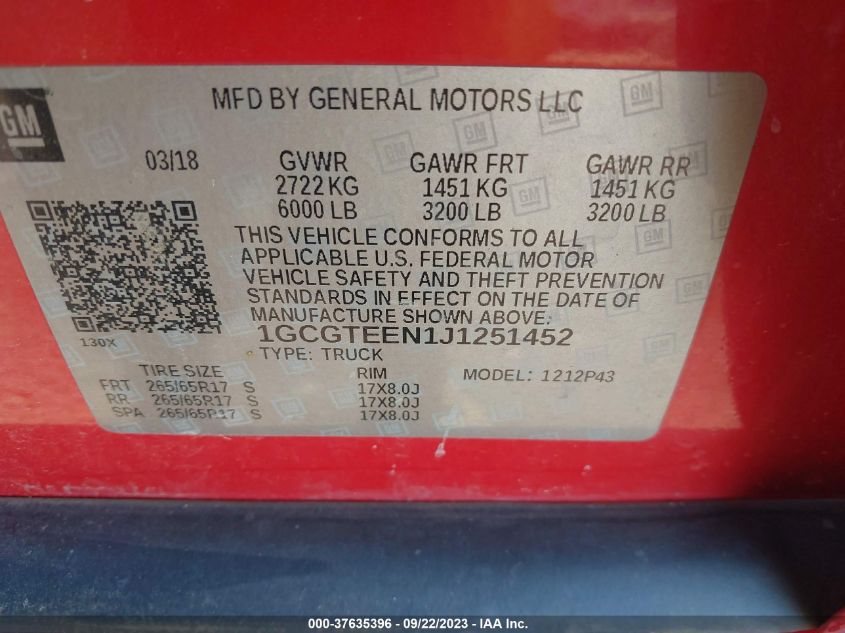 GM
MFD BY GENERAL MOTORS LLC
03/18 GVWR GAWR FRT GAWR RR
2722 KG 1451 KG 1451 KG
6000 LB 3200 LB 3200 LB
THIS VEHICLE CONFORMS TO ALL
APPLICABLE U.S. FEDERAL MOTOR
VEHICLE SAFETY AND THEFT PREVENTION
STANDARDS IN EFFECT ON THE DATE OF
MANUFACTURE SHOWN ABOVE:
130X 1GCGTEEN1J1251452
TYPE: TRUCK
TIRE SIZE RIM MODEL: 1212P43
FRT 265/65R17 S 17X8.0J
RR 265/65R17 S 17X8.0J
SPA 265/65R17 S 17X8.0J
000-37635396 - 09/22/2023 - IAA Inc.